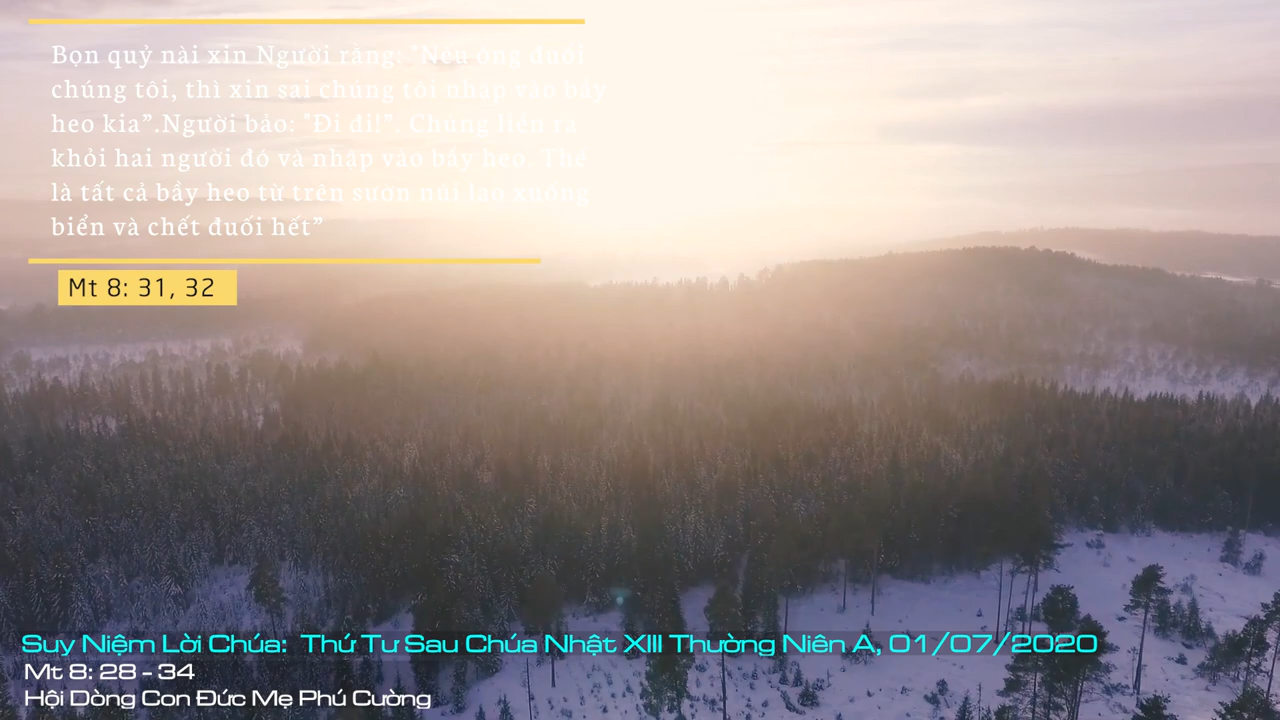 Bọn quỷ nài xin Người rằng: "Nếu ông đuổi
chúng tôi, thì xin sai chúng tôi nhập vào bầy
heo kia”.Người bảo: "Đi đi!". Chúng liền ra
khỏi hai người đó và nhập vào bầy heo. Thế
là tất cả bầy heo từ trên sườn núi lao xuống
biển và chết đuối hết”
Mt 8: 31, 32
Suy Niệm Lời Chúa: Thứ Tư Sau Chúa Nhật XIII Thường Niên A, 01/07/2020
Mt 8: 28 - 34
Hội Dòng Con Đức Mẹ Phú Cường